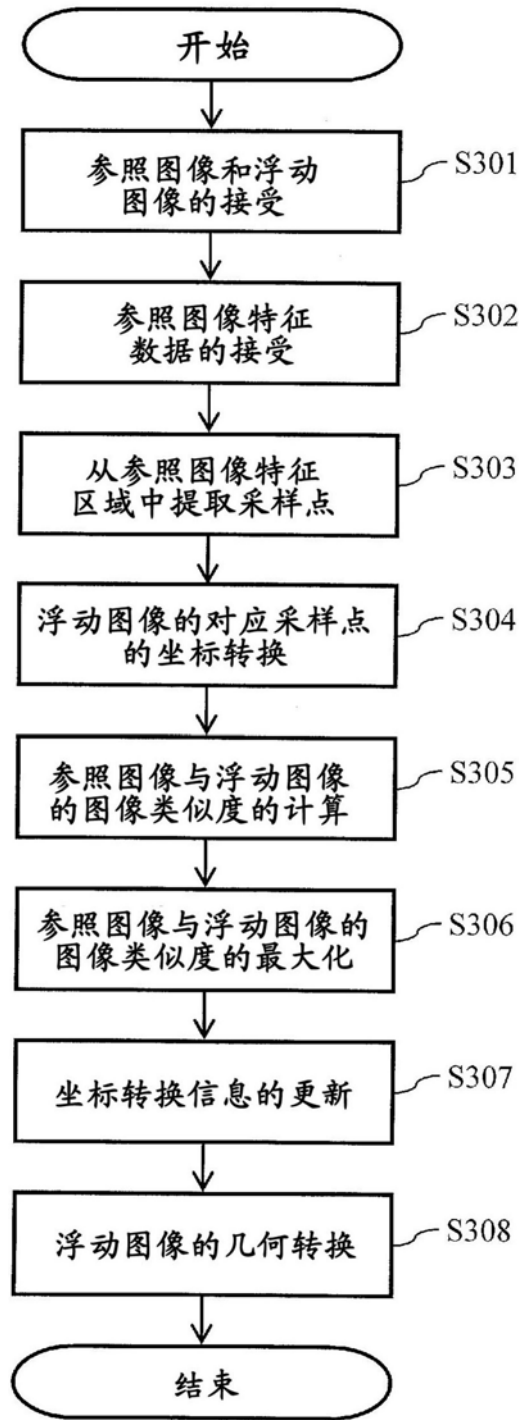 开始
参照图像和浮动
图像的接受
S301
参照图像特征
数据的接受
S302
从参照图像特征
区域中提取采样点
S303
浮动图像的对应采样点
的坐标转换
S304
参照图像与浮动图像
的图像类似度的计算
S305
参照图像与浮动图像的
图像类似度的最大化
S306
坐标转换信息的更新
S307
浮动图像的几何转换
S308
结束